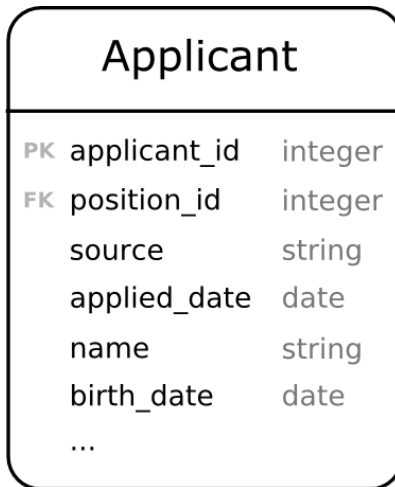 Applicant
PK applicant_id integer
FK position_id integer
source string
applied_date date
name string
birth_date date
...